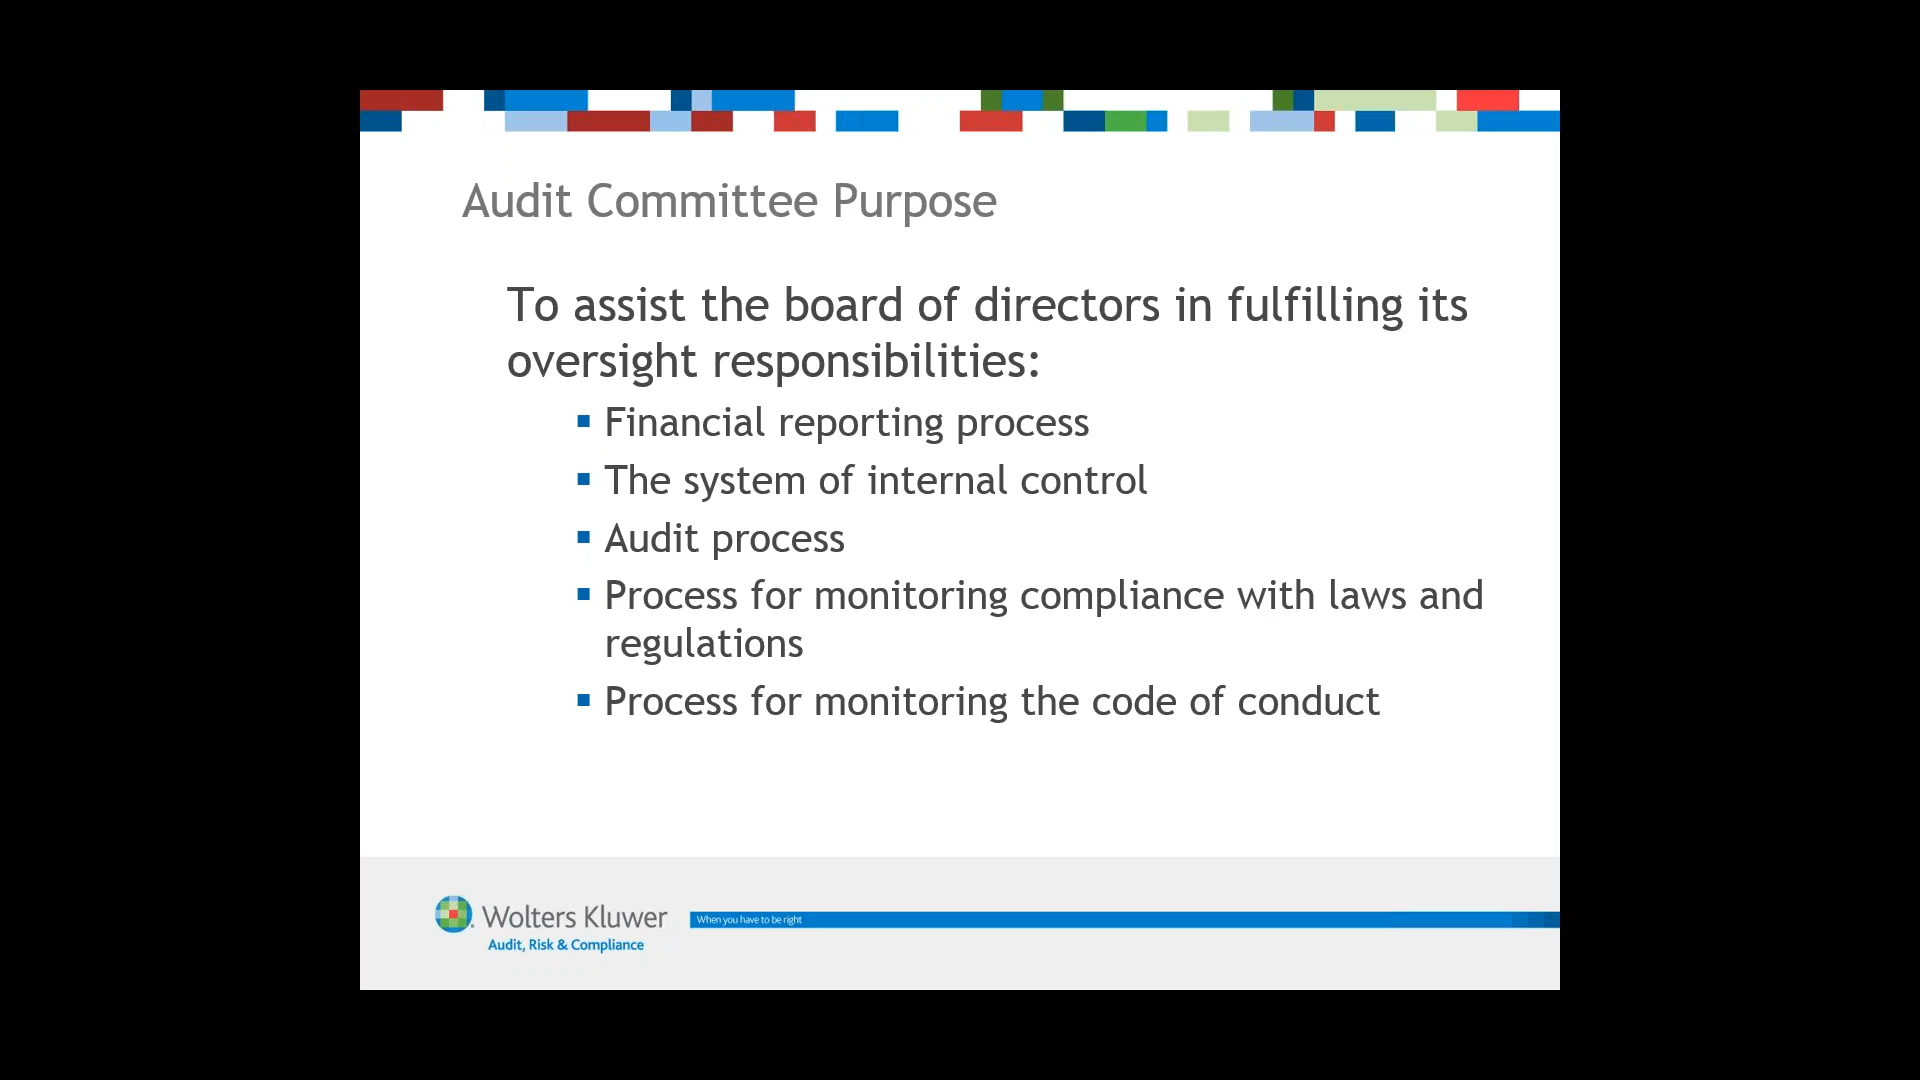 Audit Committee Purpose
To assist the board of directors in fulfilling its
oversight responsibilities:
Financial reporting process
The system of internal control
Audit process
Process for monitoring compliance with laws and
regulations
Process for monitoring the code of conduct
Wolters Kluwer
When you have to be right
Audit, Risk & Compliance